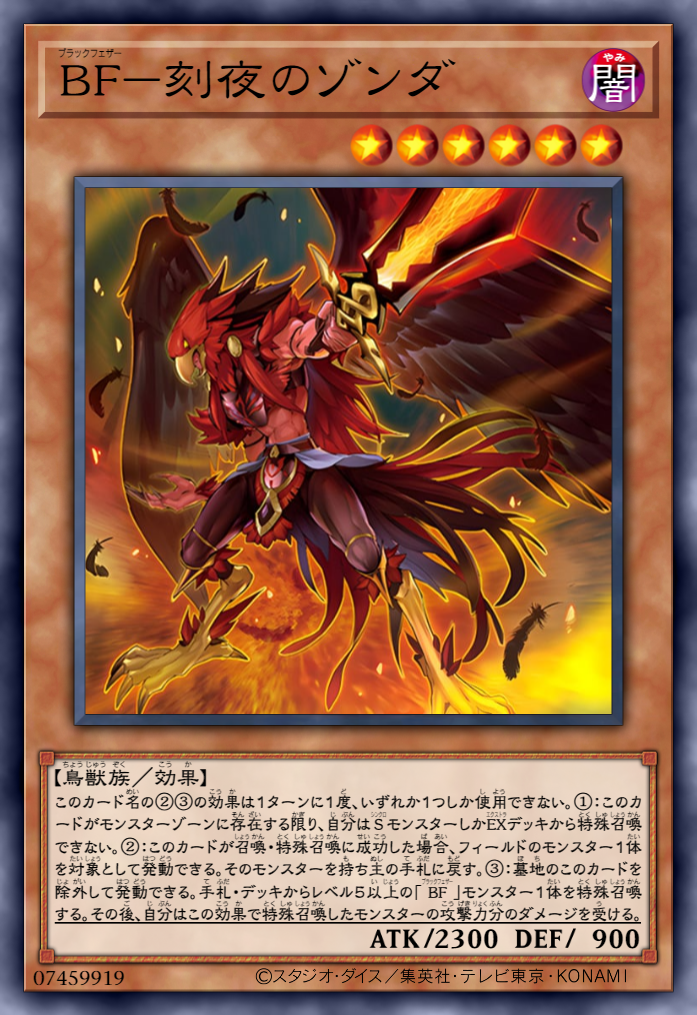 ブラックフェザー
BF－刻夜のゾンダ
やみ
闇
【鳥獣族／効果】
このカード名の②③の効果は1ターンに1度、いずれか1つしか使用できない。①：このカ
ードがモンスターゾーンに存在する限り、自分はＳモンスターしかEXデッキから特殊召喚
できない。②：このカードが召喚・特殊召喚に成功した場合、フィールドのモンスター1体
を対象として発動できる。そのモンスターを持ち主の手札に戻す。③：墓地のこのカードを
除外して発動できる。手札・デッキからレベル5以上の「BF」モンスター1体を特殊召喚
する。その後、自分はこの効果で特殊召喚したモンスターの攻撃力分のダメージを受ける。
ATK/2300 DEF/ 900
07459919
©スタジオ・ダイス／集英社・テレビ東京・KONAMI